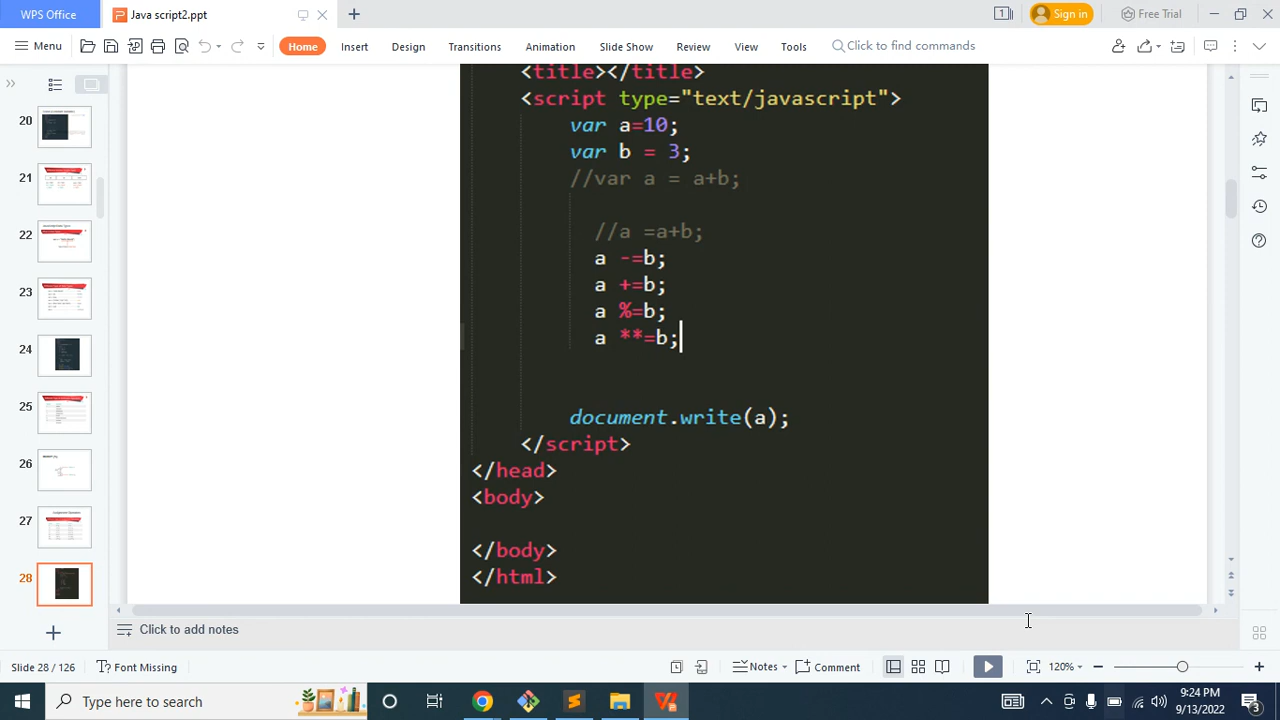 WPS Office
Java script2.ppt
1
Sign in
Free Trial
Menu
Home
Insert
Design
Transitions
Animation
Slide Show
Review
View
Tools
Click to find commands
<title></title>
<script type="text/javascript">
var a=10;
var b = 3;
//var a = a+b;
//a =a+b;
a -=b;
a +=b;
a %=b;
a **=b;
document.write(a);
</script>
</head>
<body>
</body>
</html>
20
21
22
23
24
25
26
27
28
Click to add notes
Slide 28 / 126
Font Missing
Notes
Comment
120%
Type here to search
9:24 PM
9/13/2022
3